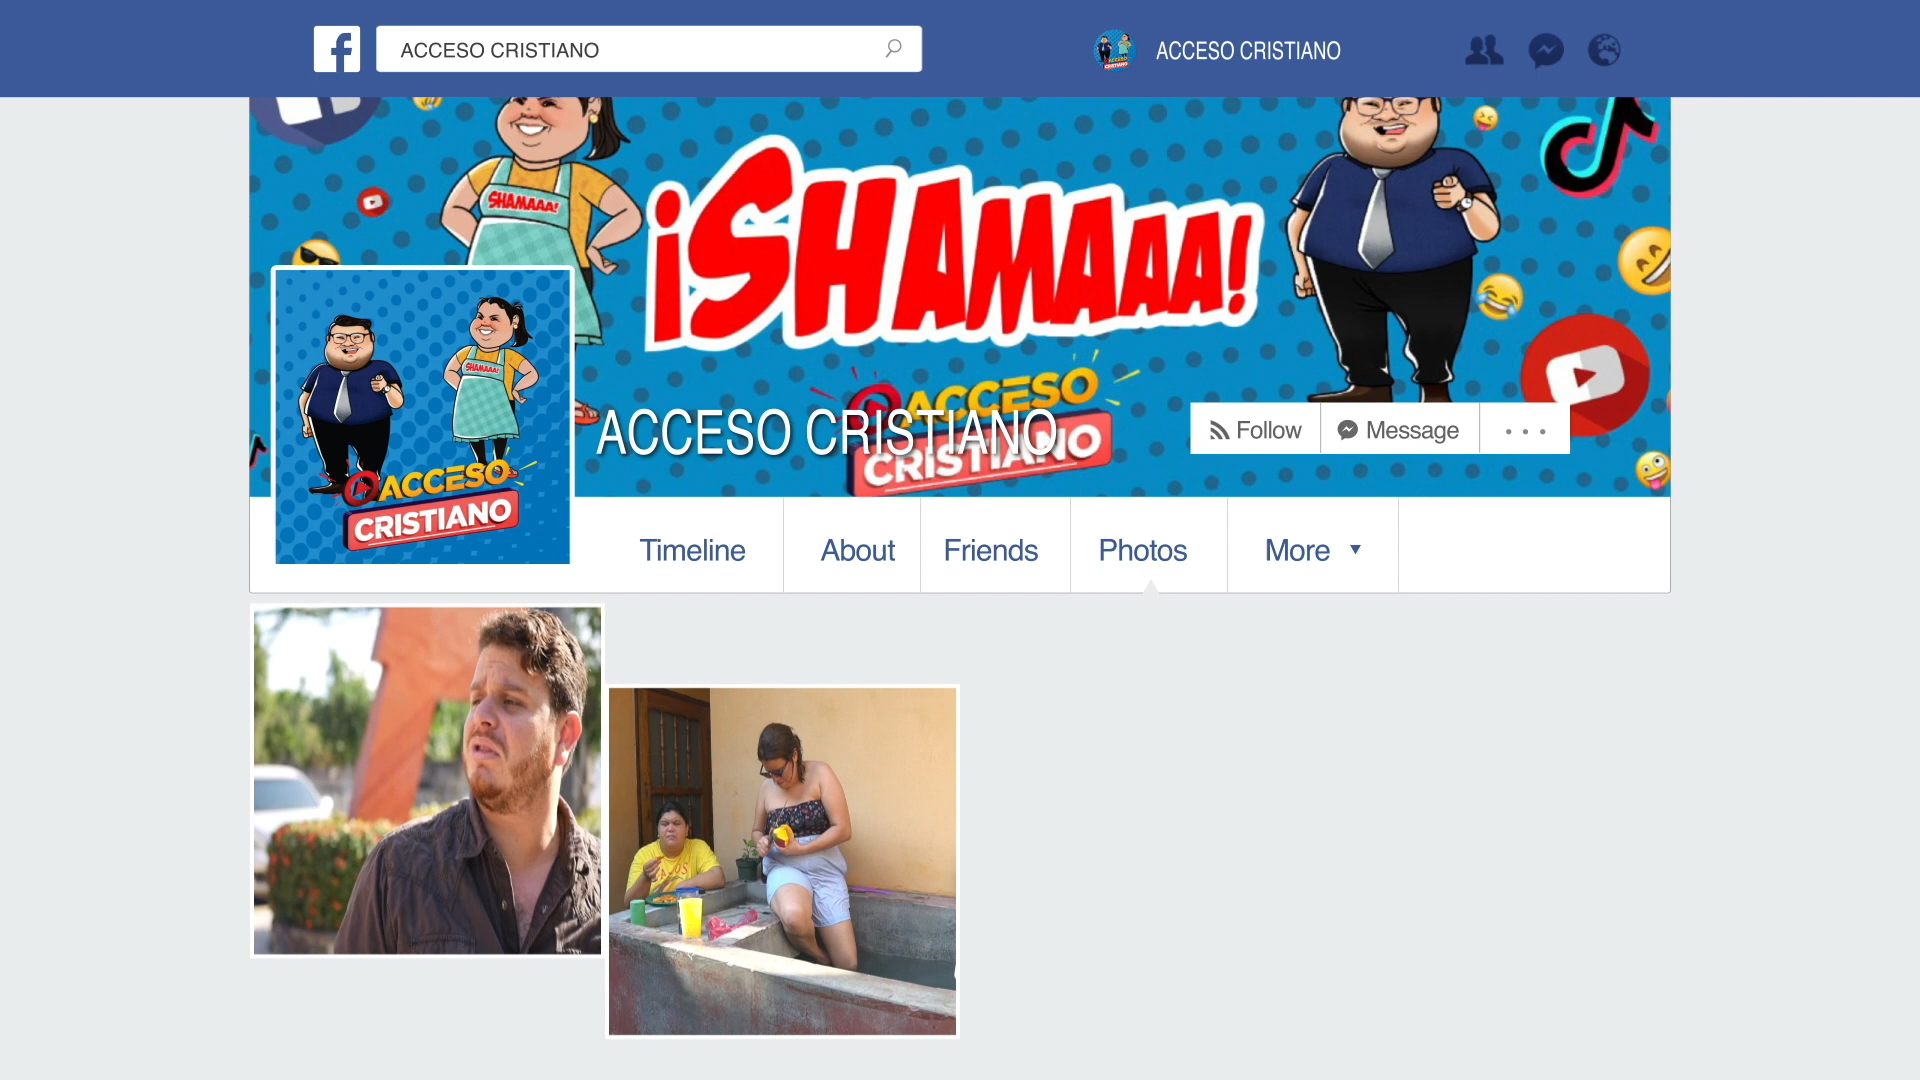 ACCESO CRISTIANO
ACCESO CRISTIANO
SHAMAAA!
¡SHAMAAA!
SHAMAAA!
ACCESO
CRISTIANO
ACCESO CRISTIANO
Follow
Message
ACCESO
CRISTIANO
Timeline
About
Friends
Photos
More